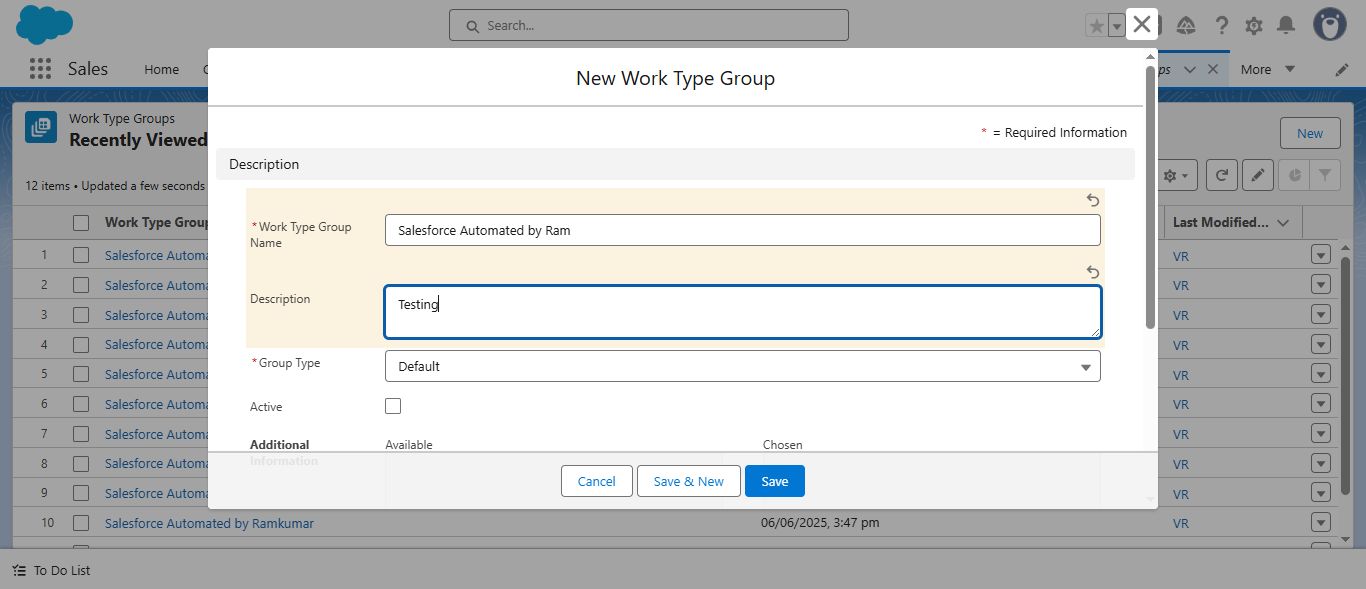 Search...
Sales
Home
ps
More
Work Type Groups
Recently Viewed
New
12 items • Updated a few seconds
Work Type Group
Last Modified...
1 Salesforce Automa VR
2 Salesforce Automa VR
3 Salesforce Automa VR
4 Salesforce Automa VR
5 Salesforce Automa VR
6 Salesforce Automa VR
7 Salesforce Automa VR
8 Salesforce Automa VR
9 Salesforce Automa VR
10 Salesforce Automated by Ramkumar 06/06/2025, 3:47 pm VR
New Work Type Group
* = Required Information
Description
*Work Type Group
Name
Salesforce Automated by Ram
Description
Testing
*Group Type
Default
Active
Additional
Information
Available
Chosen
Cancel
Save & New
Save
To Do List